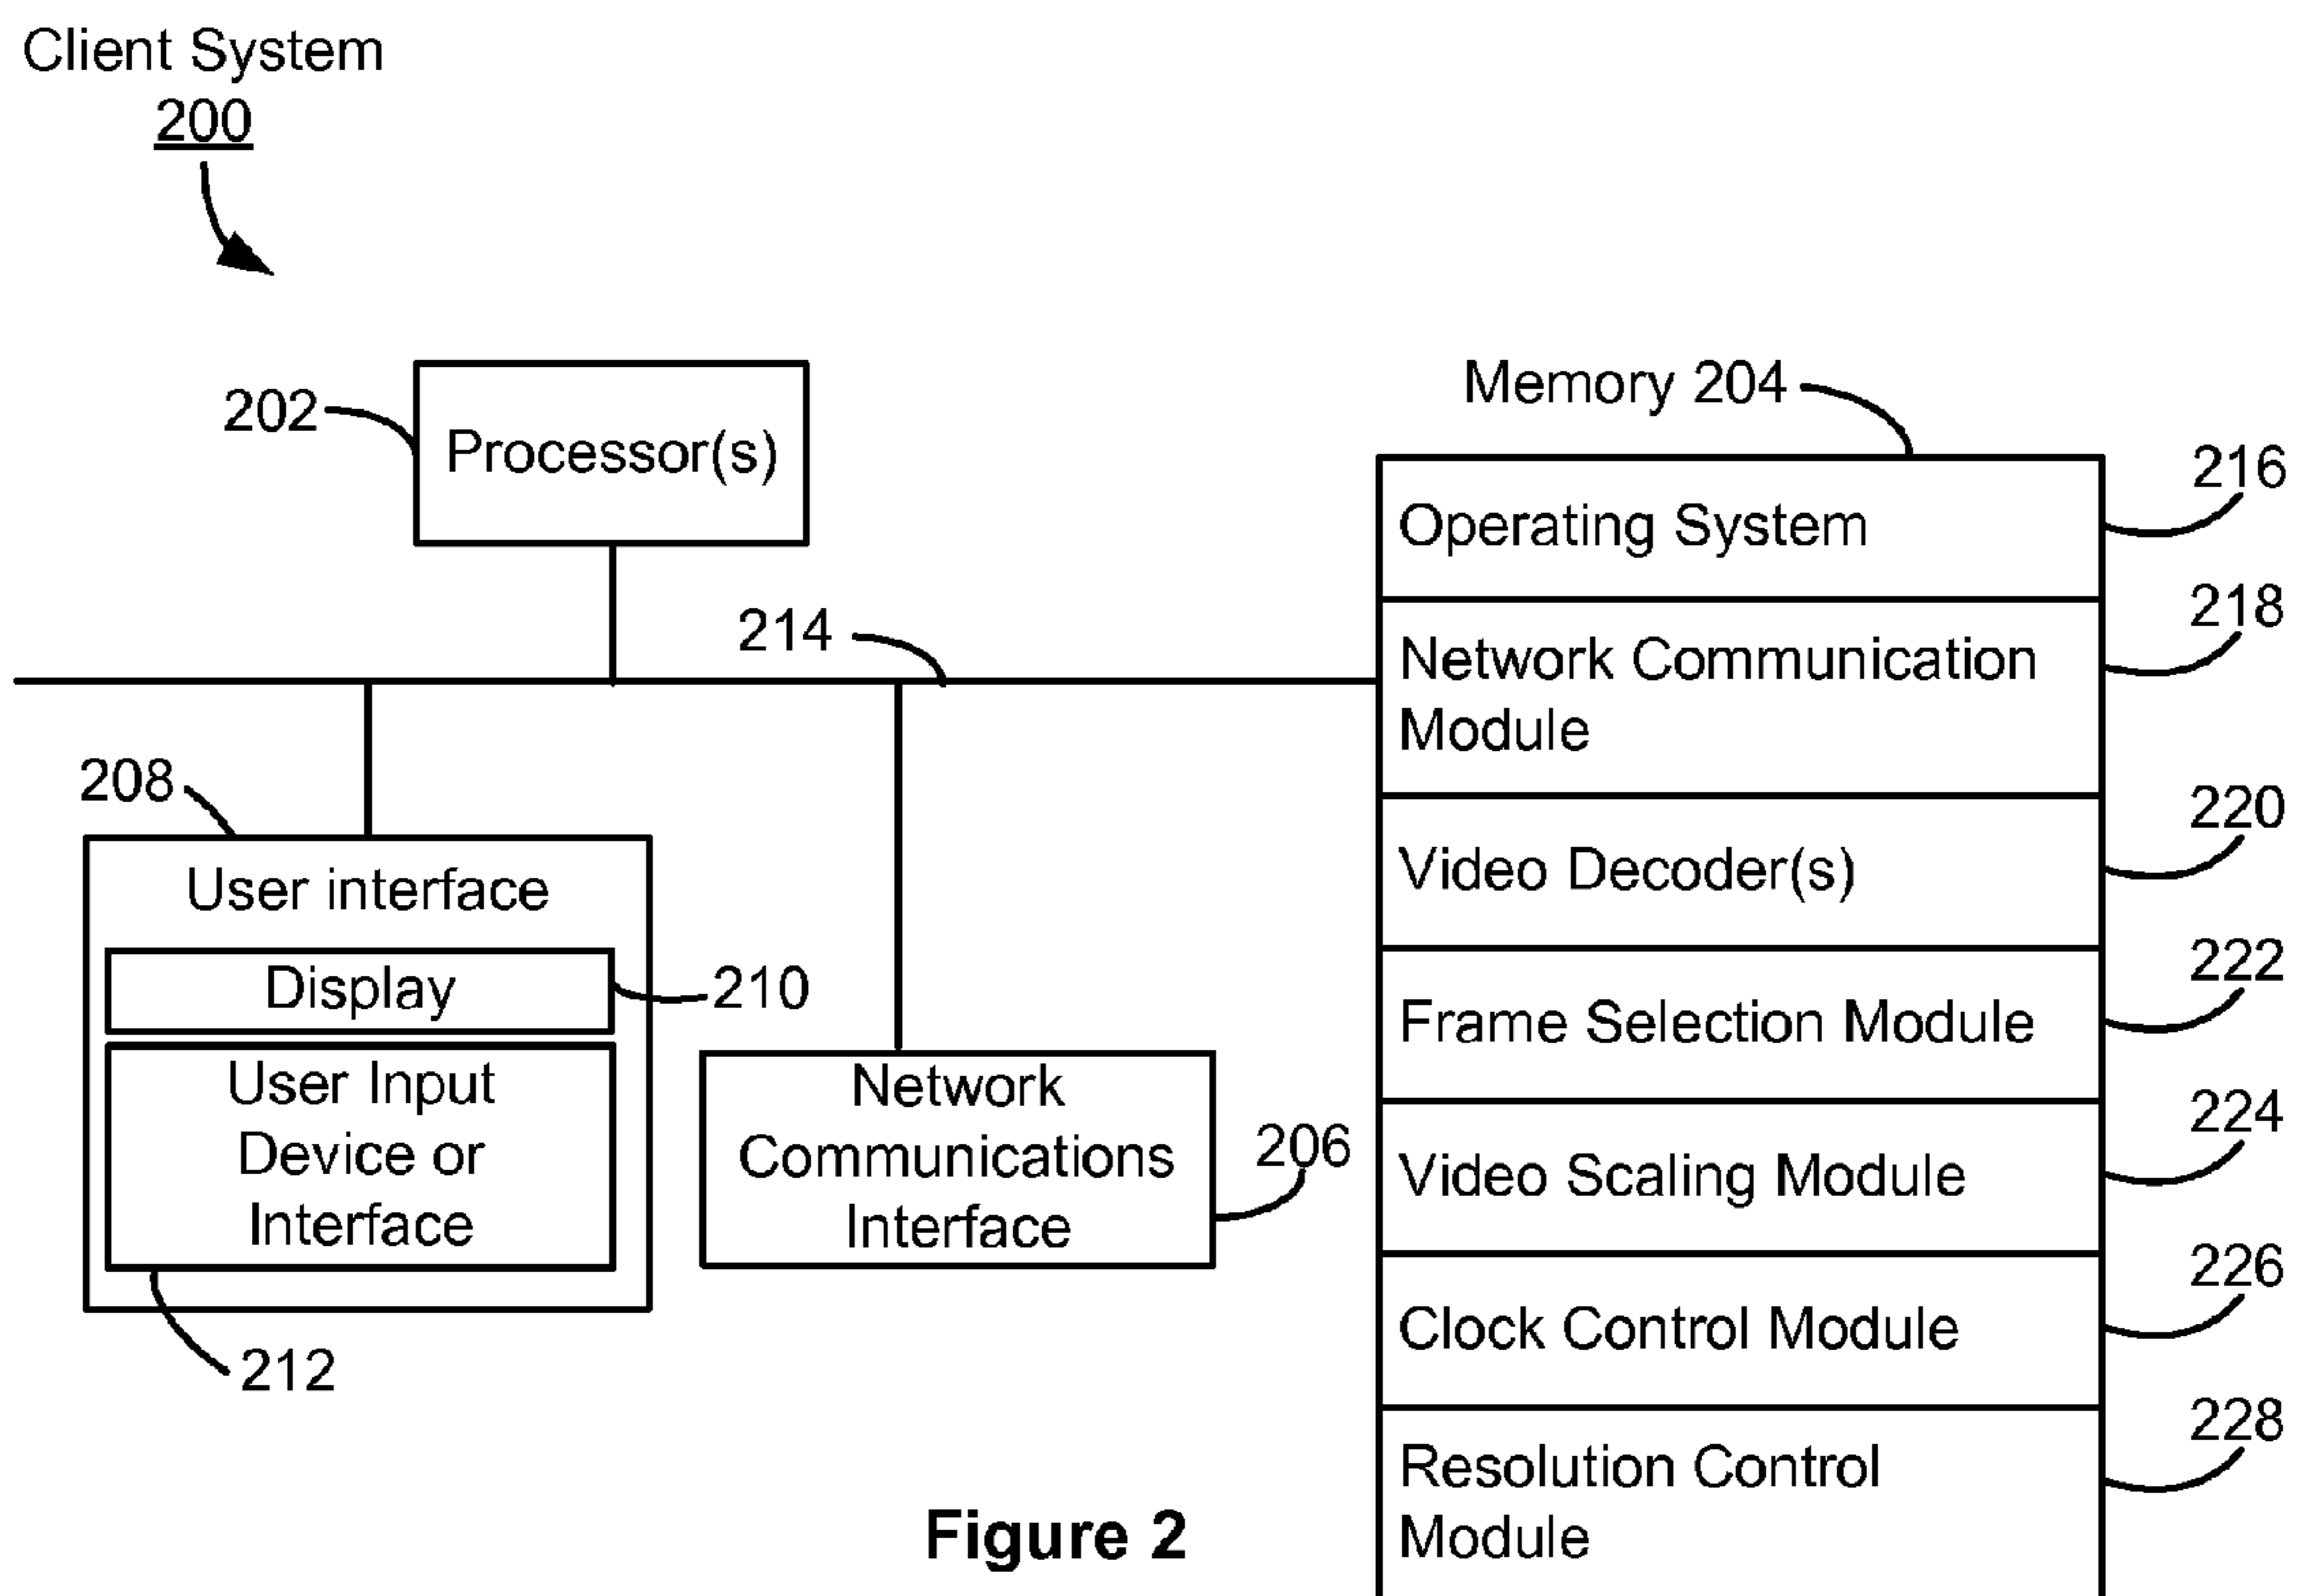 Client System
200
202
Processor(s)
Memory 204
Operating System
216
Network Communication
Module
218
214
Video Decoder(s)
220
208
User interface
Display
210
User Input
Device or
Interface
212
Network
Communications
Interface
206
Frame Selection Module
222
Video Scaling Module
224
Clock Control Module
226
Resolution Control
Module
228
Figure 2